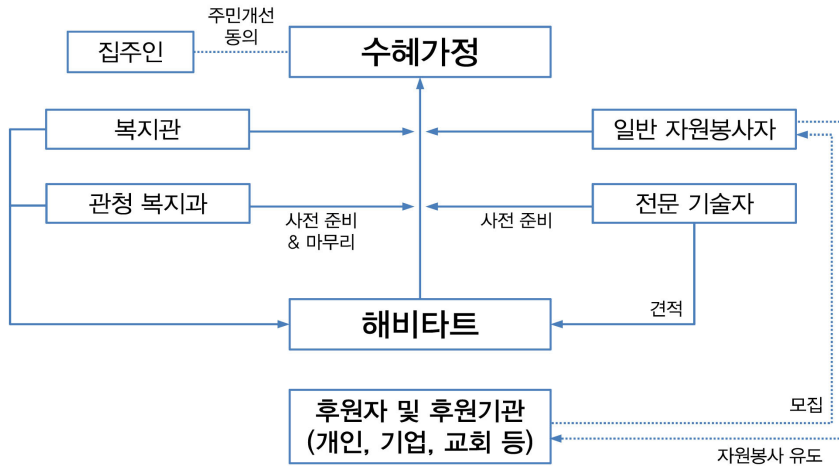 주민개선
동의
집주인
수혜가정
복지관
일반 자원봉사자
관청 복지과
전문 기술자
사전 준비
& 마무리
사전 준비
해비타트
견적
후원자 및 후원기관
(개인, 기업, 교회 등)
모집
자원봉사 유도